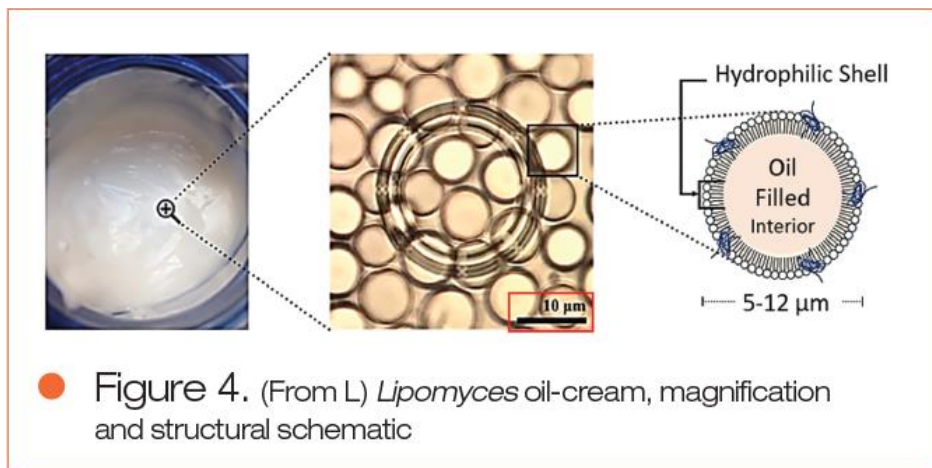 Hydrophilic Shell
Oil
Filled
Interior
10 µm
5-12 µm
Figure 4. (From L) Lipomyces oil-cream, magnification
and structural schematic